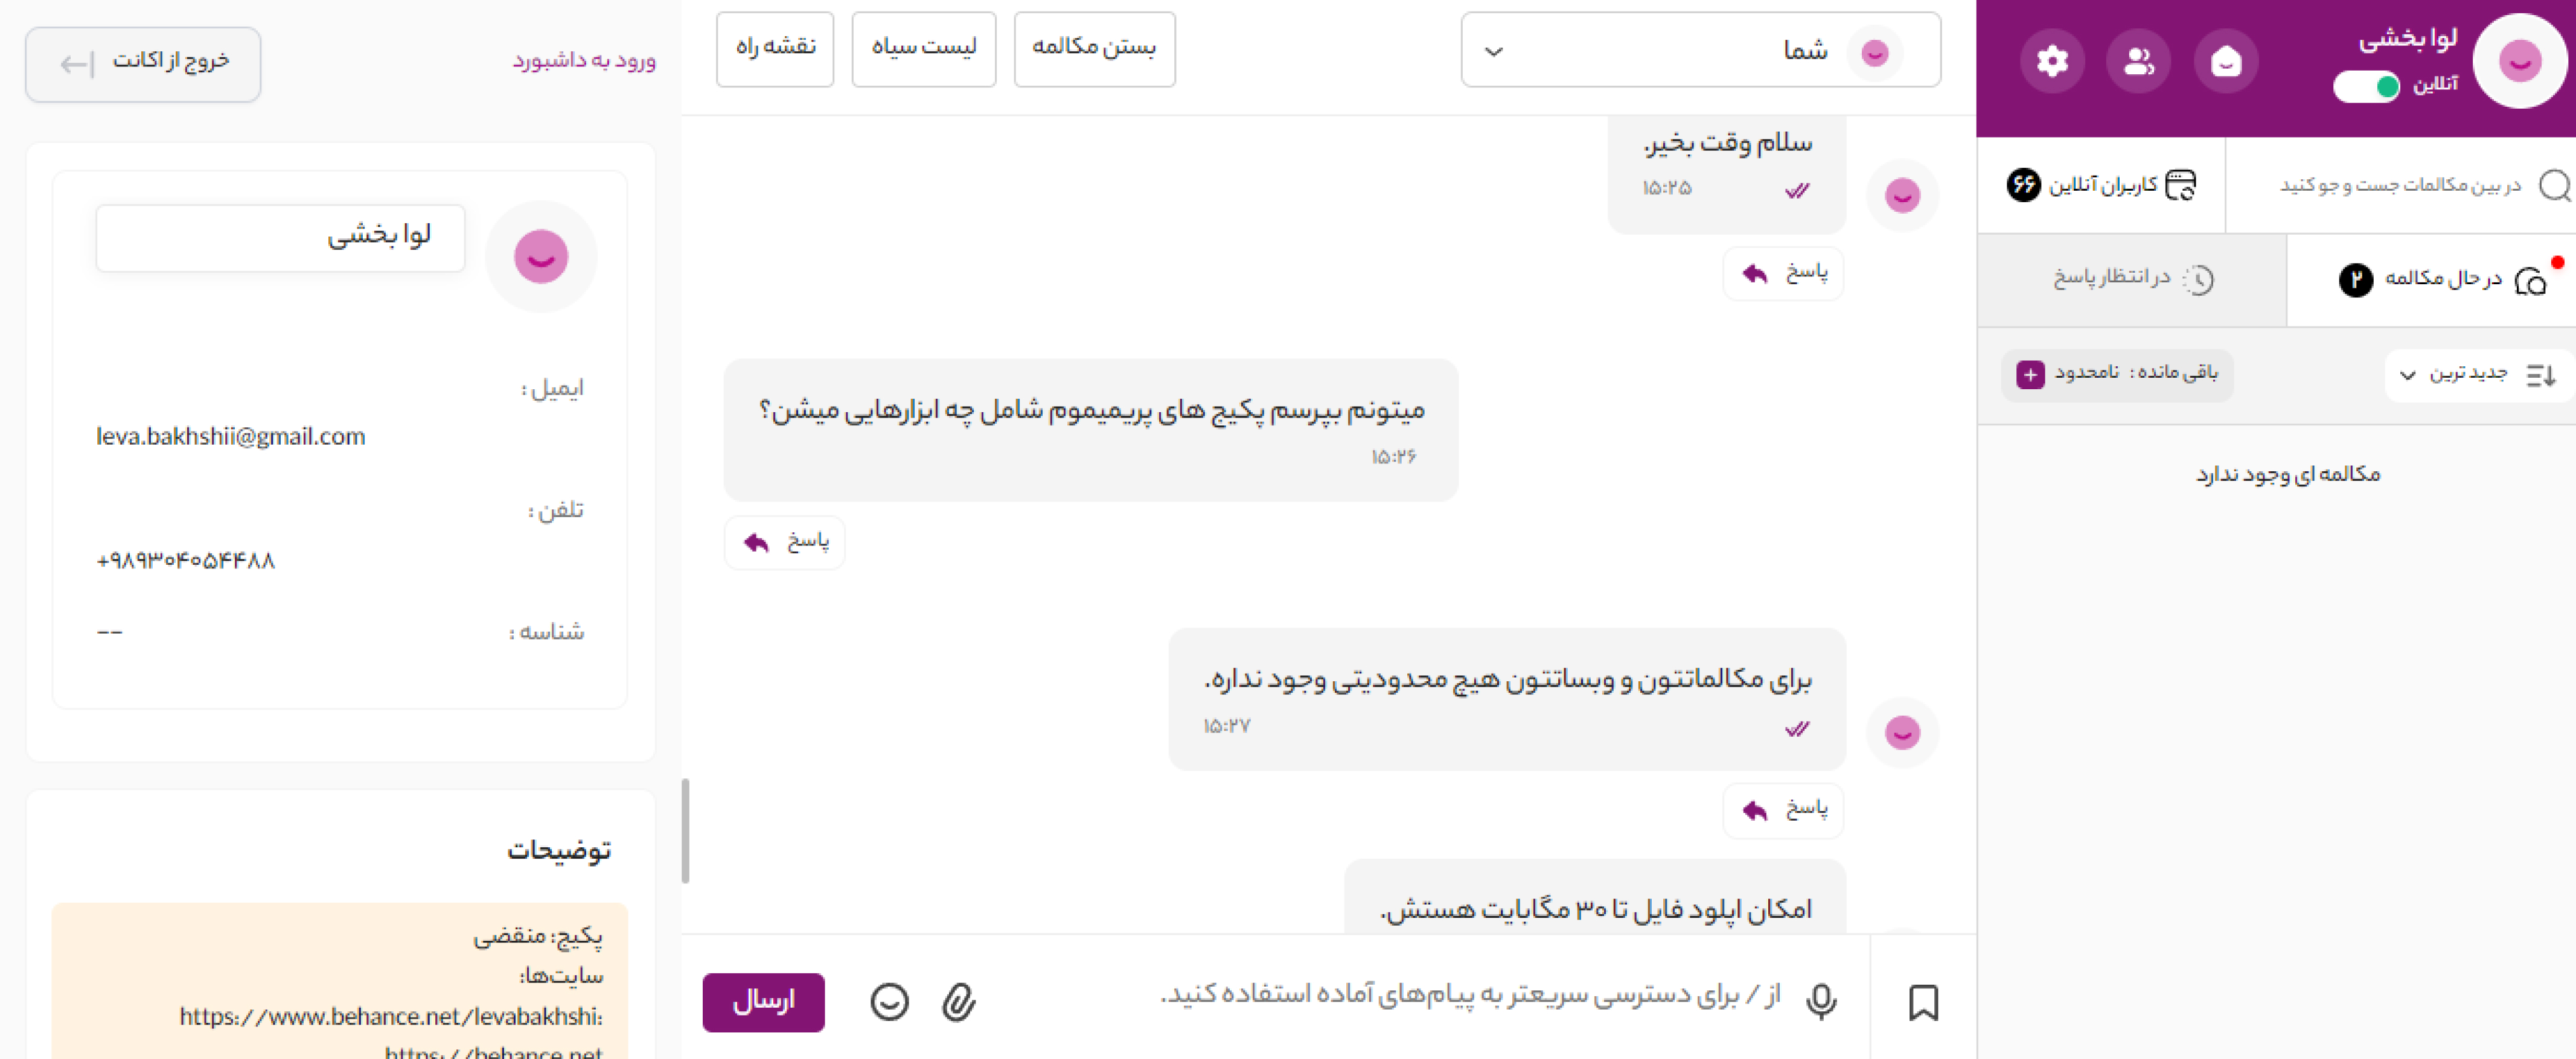 لوا بخشی
آنلاین
در بین مکالمات جست و جو کنید
کاربران آنلاین ۶۶
در حال مکالمه ۲
در انتظار پاسخ
جدید ترین
باقی مانده : نامحدود +
مکالمه ای وجود ندارد
شما
بستن مکالمه
لیست سیاه
نقشه راه
سلام وقت بخیر.
۱۵:۲۵
پاسخ
میتونم بپرسم پکیج های پریمیموم شامل چه ابزارهایی میشن؟
۱۵:۲۶
پاسخ
برای مکالماتتون و وبساتتون هیچ محدودیتی وجود نداره.
۱۵:۲۷
پاسخ
امکان اپلود فایل تا ۳۰ مگابایت هستش.
از / برای دسترسی سریعتر به پیام‌های آماده استفاده کنید.
ارسال
ورود به داشبورد
خروج از اکانت
لوا بخشی
ایمیل :
leva.bakhshii@gmail.com
تلفن :
+۹۸۹۳۰۴۰۵۴۴۸۸
شناسه :
--
توضیحات
پکیج: منقضی
سایت‌ها:
https://www.behance.net/levabakhshi:
https://behance.net